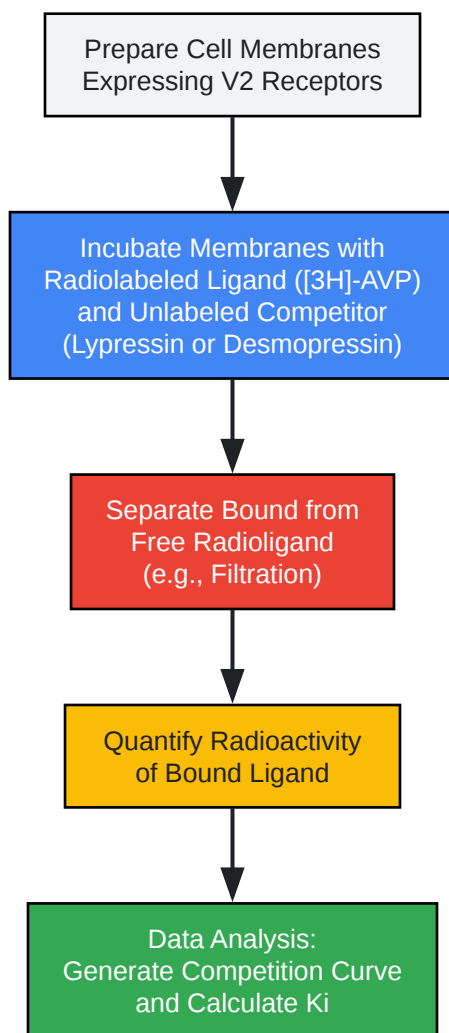 Prepare Cell Membranes
Expressing V2 Receptors
Incubate Membranes with
Radiolabeled Ligand ([3H]-AVP)
and Unlabeled Competitor
(Lypressin or Desmopressin)
Separate Bound from
Free Radioligand
(e.g., Filtration)
Quantify Radioactivity
of Bound Ligand
Data Analysis:
Generate Competition Curve
and Calculate Ki